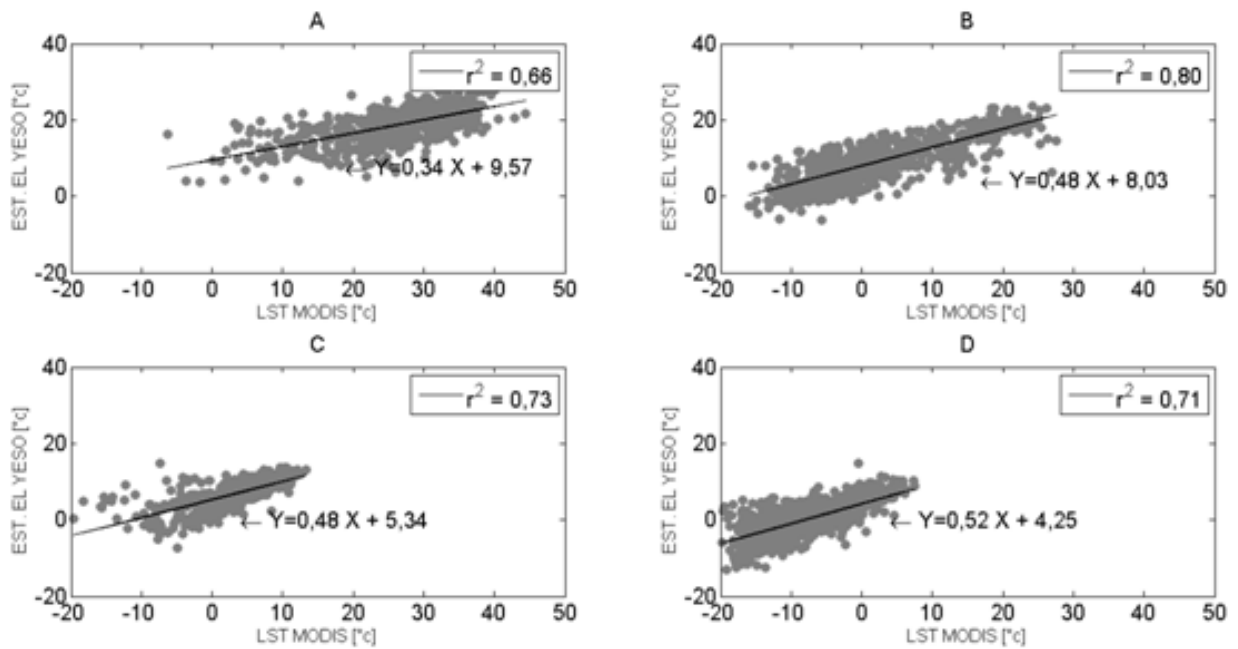 A
40
20
0
-20
EST. EL YESO [°c]
r² = 0,66
Y=0,34 X + 9,57
-20 -10 0 10 20 30 40 50
LST MODIS [°c]
B
40
20
0
-20
EST. EL YESO [°c]
r² = 0,80
Y=0,48 X + 8,03
-20 -10 0 10 20 30 40 50
LST MODIS [°c]
C
40
20
0
-20
EST. EL YESO [°c]
r² = 0,73
Y=0,48 X + 5,34
-20 -10 0 10 20 30 40 50
LST MODIS [°c]
D
40
20
0
-20
EST. EL YESO [°c]
r² = 0,71
Y=0,52 X + 4,25
-20 -10 0 10 20 30 40 50
LST MODIS [°c]